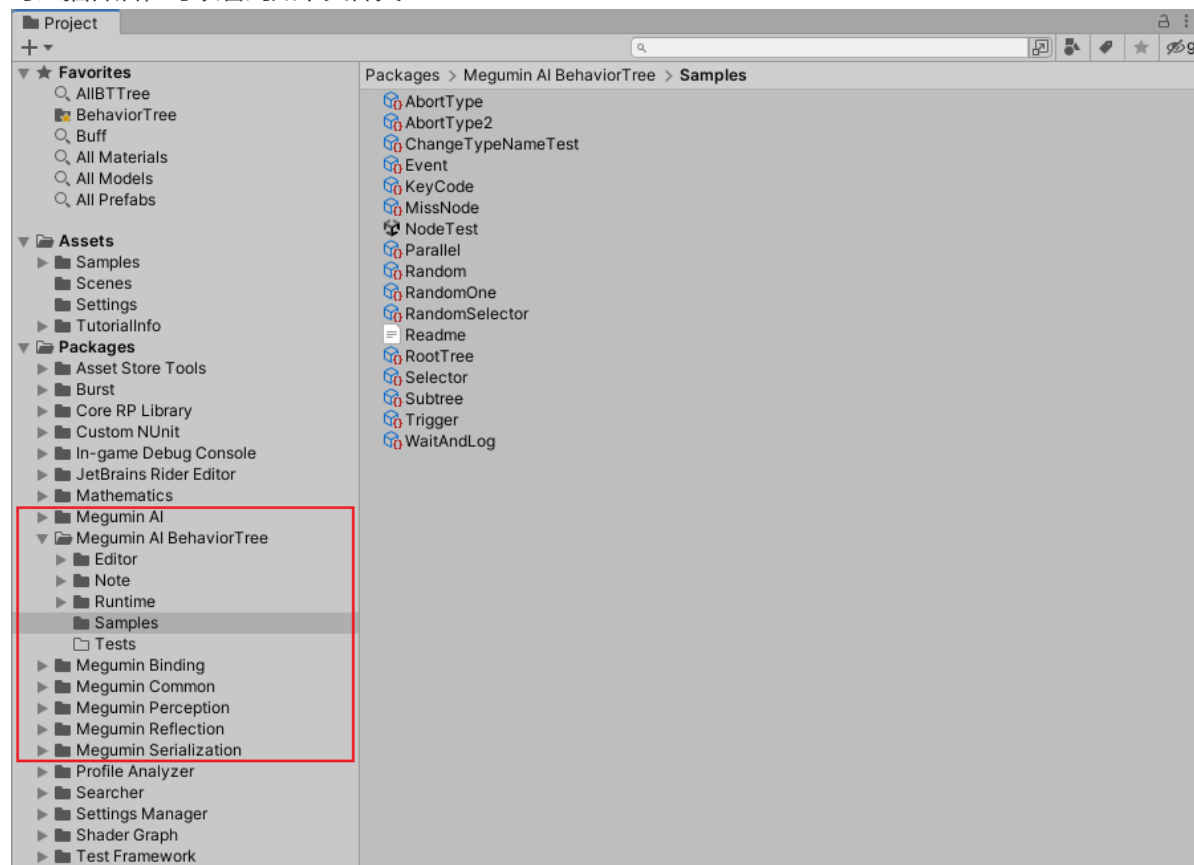 Project
9
Favorites
AllBTTree
BehaviorTree
Buff
All Materials
All Models
All Prefabs
Assets
Samples
Scenes
Settings
TutorialInfo
Packages
Asset Store Tools
Burst
Core RP Library
Custom NUnit
In-game Debug Console
JetBrains Rider Editor
Mathematics
Megumin AI
Megumin AI BehaviorTree
Editor
Note
Runtime
Samples
Tests
Megumin Binding
Megumin Common
Megumin Perception
Megumin Reflection
Megumin Serialization
Profile Analyzer
Searcher
Settings Manager
Shader Graph
Test Framework
Packages > Megumin AI BehaviorTree > Samples
AbortType
AbortType2
ChangeTypeNameTest
Event
KeyCode
MissNode
NodeTest
Parallel
Random
RandomOne
RandomSelector
Readme
RootTree
Selector
Subtree
Trigger
WaitAndLog